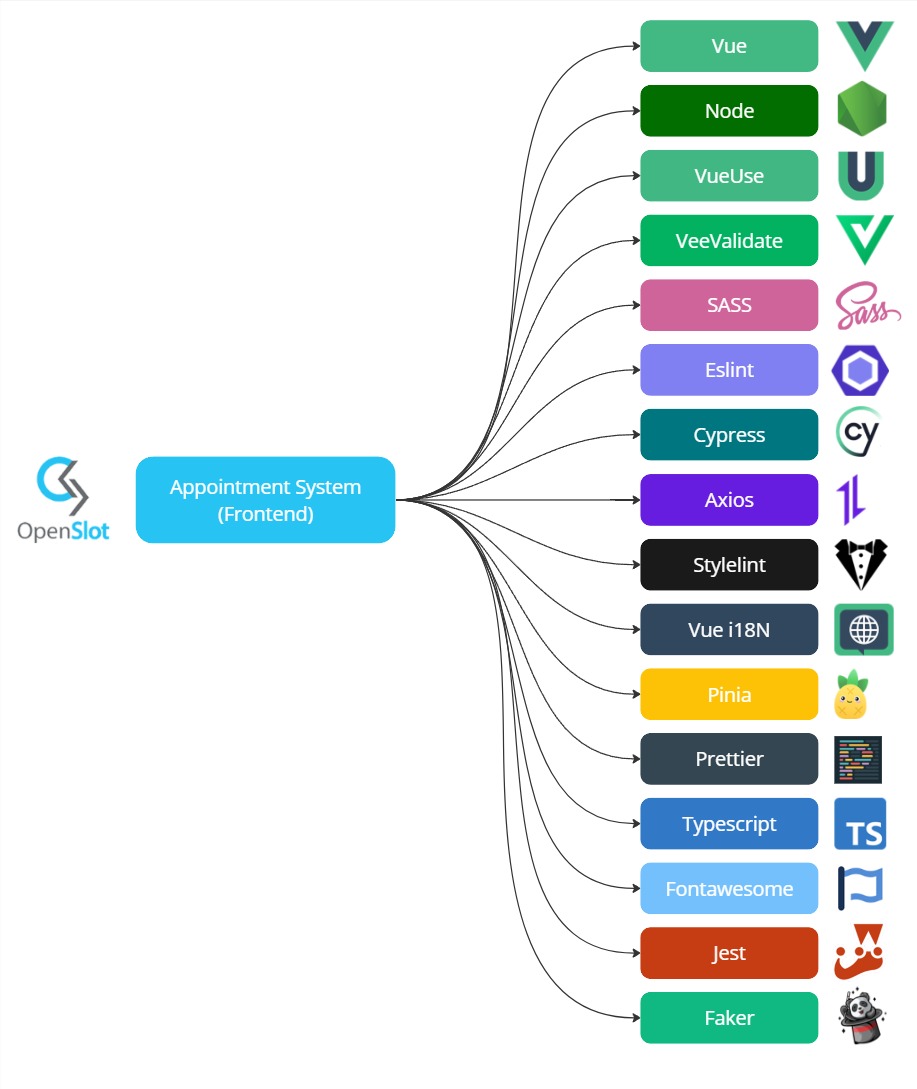 Vue
Node
VueUse
VeeValidate
SASS
Sass
Eslint
Cypress
cy
Appointment System
(Frontend)
OpenSlot
Axios
Stylelint
Vue i18N
Pinia
Prettier
Typescript
TS
Fontawesome
Jest
Faker